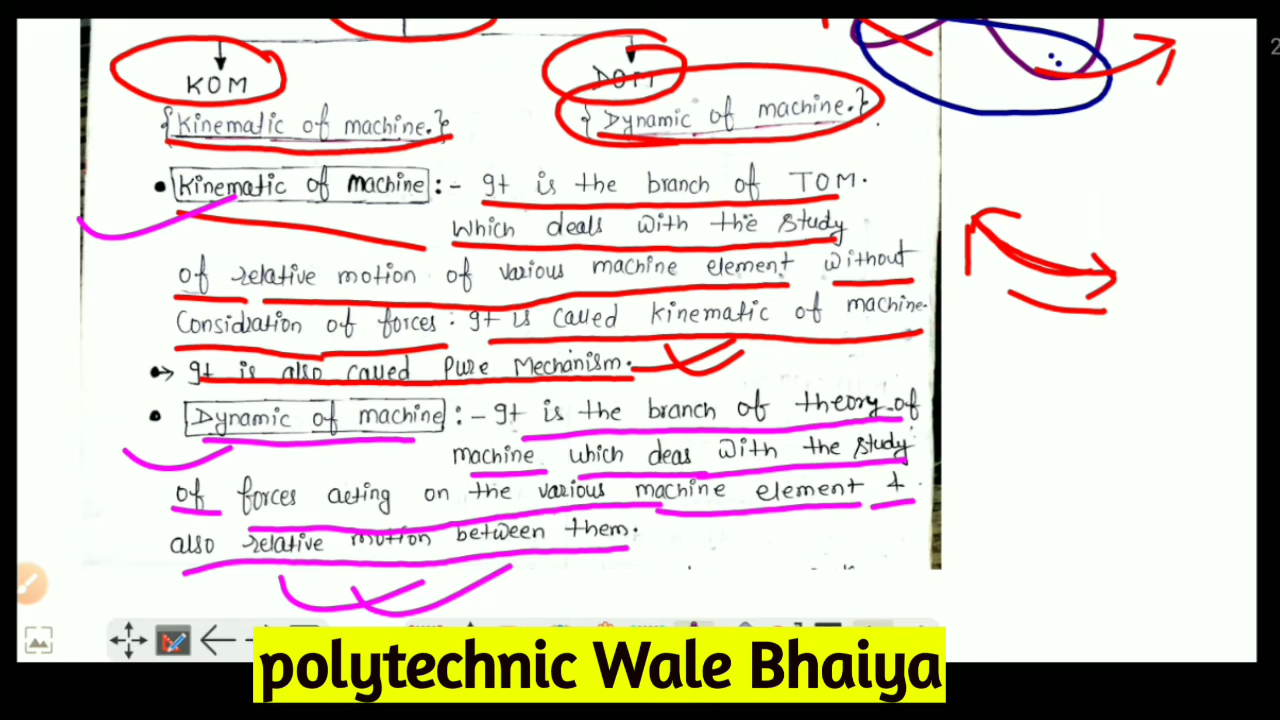 KOM DOM
{Kinematic of machine.} {Dynamic of machine.}
• Kinematic of machine :- It is the branch of TOM.
which deals with the study
of relative motion of various machine element without
Considration of forces. It is called kinematic of machine.
→ It is also called Pure Mechanism.
• Dynamic of machine :- It is the branch of theory of
machine which deas with the study
of forces acting on the various machine element &
also relative motion between them.
polytechnic Wale Bhaiya
2